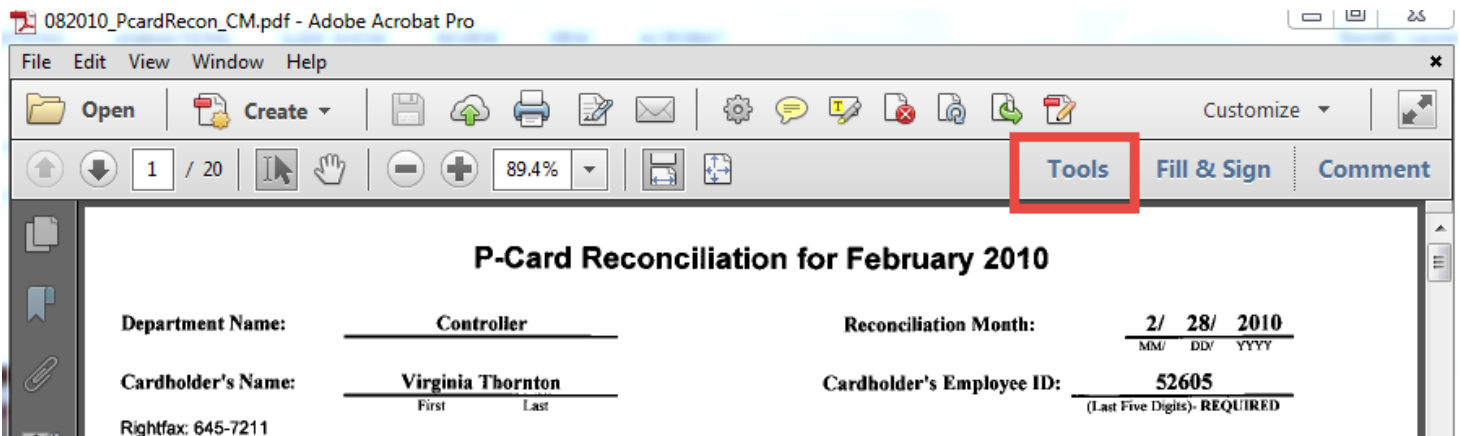 082010_PcardRecon_CM.pdf - Adobe Acrobat Pro
File Edit View Window Help
Open Create Customize
1 / 20 89.4% Tools Fill & Sign Comment
P-Card Reconciliation for February 2010
Department Name: Controller Reconciliation Month: 2/ 28/ 2010
MM/ DD/ YYYY
Cardholder's Name: Virginia Thornton Cardholder's Employee ID: 52605
First Last (Last Five Digits)- REQUIRED
Rightfax: 645-7211